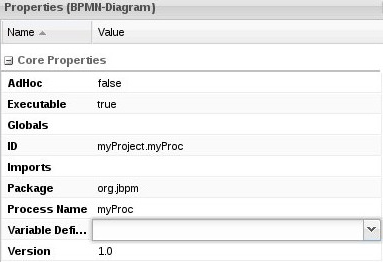 Properties (BPMN-Diagram)
Name Value
Core Properties
AdHoc false
Executable true
Globals
ID myProject.myProc
Imports
Package org.jbpm
Process Name myProc
Variable Defi...
Version 1.0